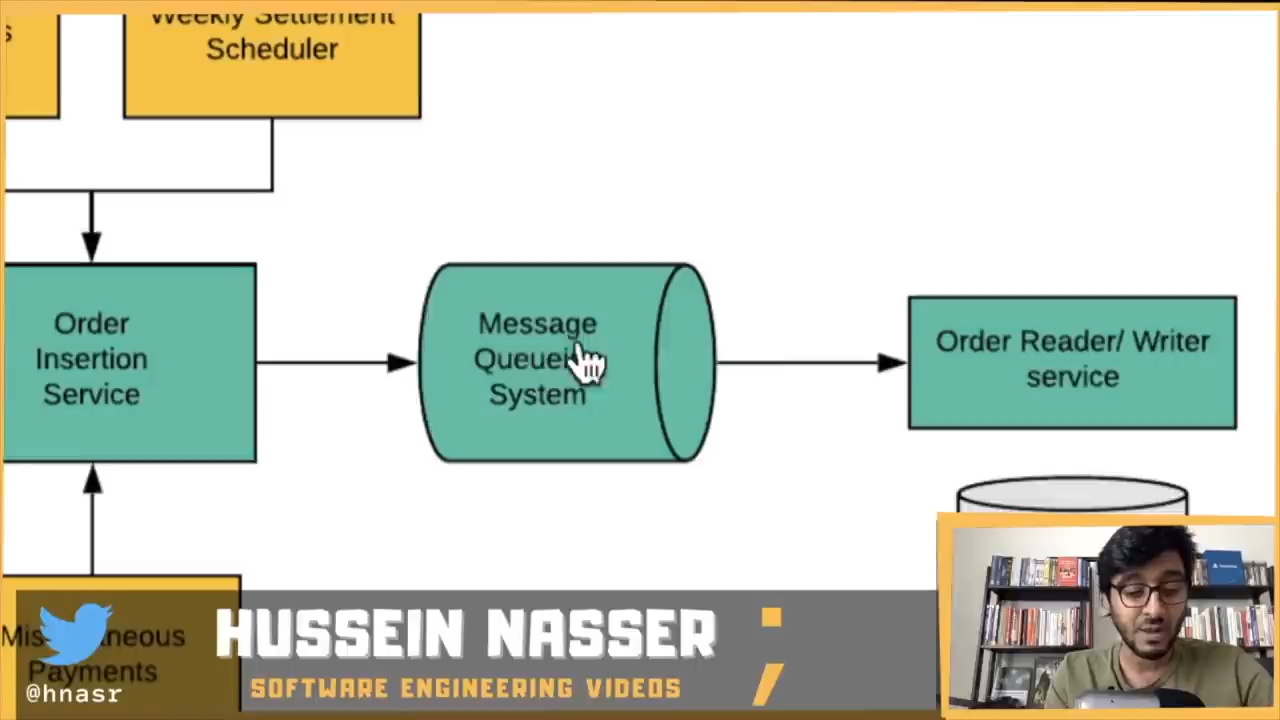 s
Weekly Settlement
Scheduler
Order
Insertion
Service
Message
System
Order Reader/ Writer
service
Payments
@hnasr
HUSSEIN NASSER ;
SOFTWARE ENGINEERING VIDEOS